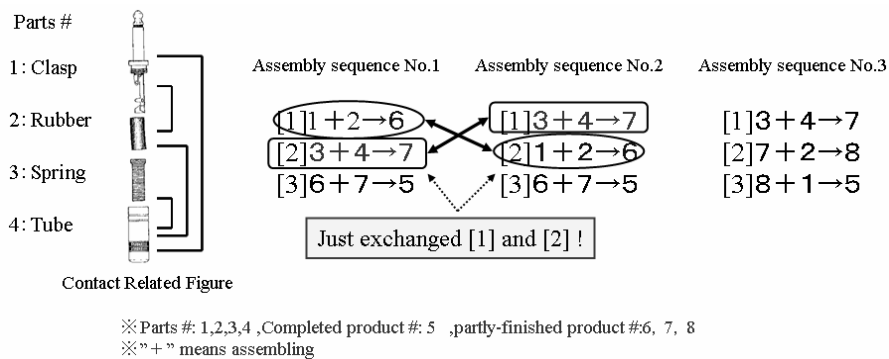 Parts #
1: Clasp
2: Rubber
3: Spring
4: Tube
Contact Related Figure
Assembly sequence No.1
[1]1+2→6
[2]3+4→7
[3]6+7→5
Assembly sequence No.2
[1]3+4→7
[2]1+2→6
[3]6+7→5
Assembly sequence No.3
[1]3+4→7
[2]7+2→8
[3]8+1→5
Just exchanged [1] and [2] !
※Parts #: 1,2,3,4 ,Completed product #: 5 ,partly-finished product #:6, 7, 8
※"+" means assembling